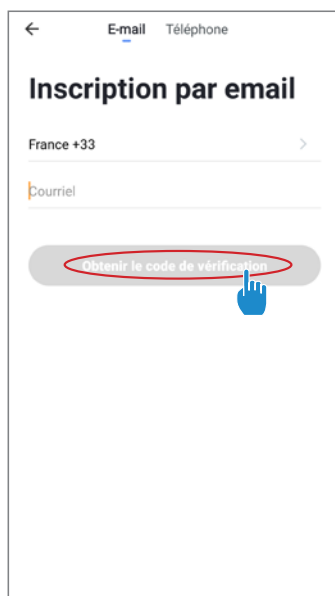 E-mail Téléphone
Inscription par email
France +33
Courriel
Obtenir le code de vérification